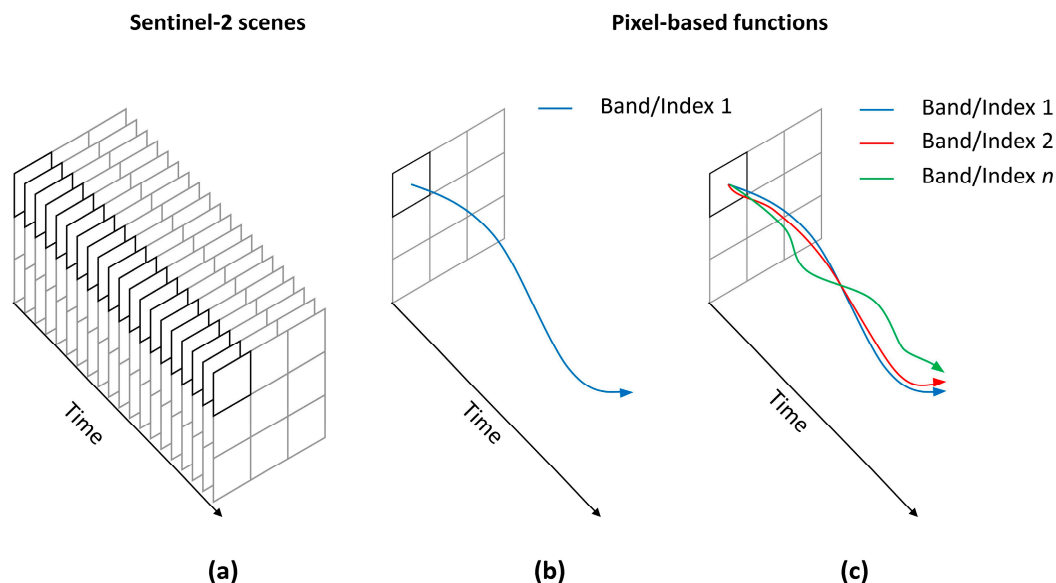 Sentinel-2 scenes
Pixel-based functions
Band/Index 1
Band/Index 1
Band/Index 2
Band/Index n
Time
Time
Time
(a)
(b)
(c)